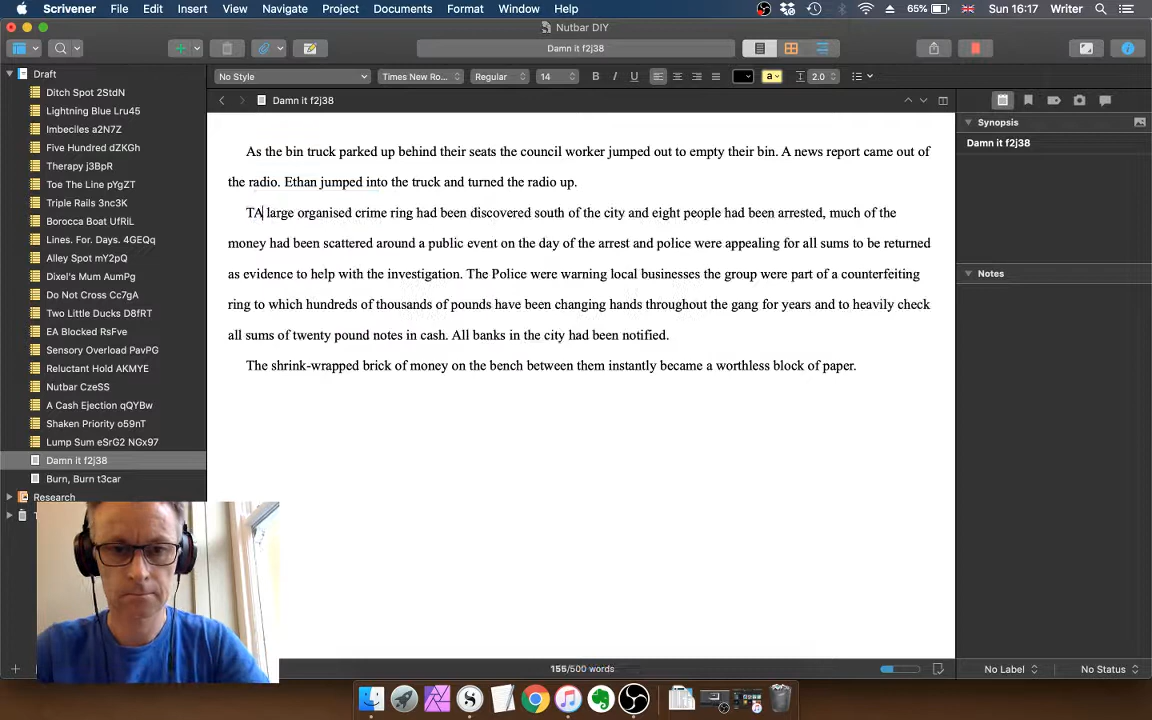 Scrivener File Edit Insert View Navigate Project Documents Format Window Help 65% Sun 16:17 Writer
Nutbar DIY
Damn it f2j38
No Style Times New Ro... Regular 14 B I U a 2.0
Draft
Damn it f2j38
Ditch Spot 2StdN
Lightning Blue Lru45
Imbeciles a2N7Z
Five Hundred dZKGh
Therapy j3BpR
Toe The Line pYgZT
Triple Rails 3nc3K
Borocca Boat UfRiL
Lines. For. Days. 4GEQq
Alley Spot mY2pQ
Dixel's Mum AumPg
Do Not Cross Cc7gA
Two Little Ducks D8fRT
EA Blocked RsFve
Sensory Overload PavPG
Reluctant Hold AKMYE
Nutbar CzeSS
A Cash Ejection qQYBw
Shaken Priority o59nT
Lump Sum eSrG2 NGx97
Damn it f2j38
Burn, Burn t3car
Research
T
As the bin truck parked up behind their seats the council worker jumped out to empty their bin. A news report came out of
the radio. Ethan jumped into the truck and turned the radio up.
TA large organised crime ring had been discovered south of the city and eight people had been arrested, much of the
money had been scattered around a public event on the day of the arrest and police were appealing for all sums to be returned
as evidence to help with the investigation. The Police were warning local businesses the group were part of a counterfeiting
ring to which hundreds of thousands of pounds have been changing hands throughout the gang for years and to heavily check
all sums of twenty pound notes in cash. All banks in the city had been notified.
The shrink-wrapped brick of money on the bench between them instantly became a worthless block of paper.
Synopsis
Damn it f2j38
Notes
155/500 words
No Label
No Status